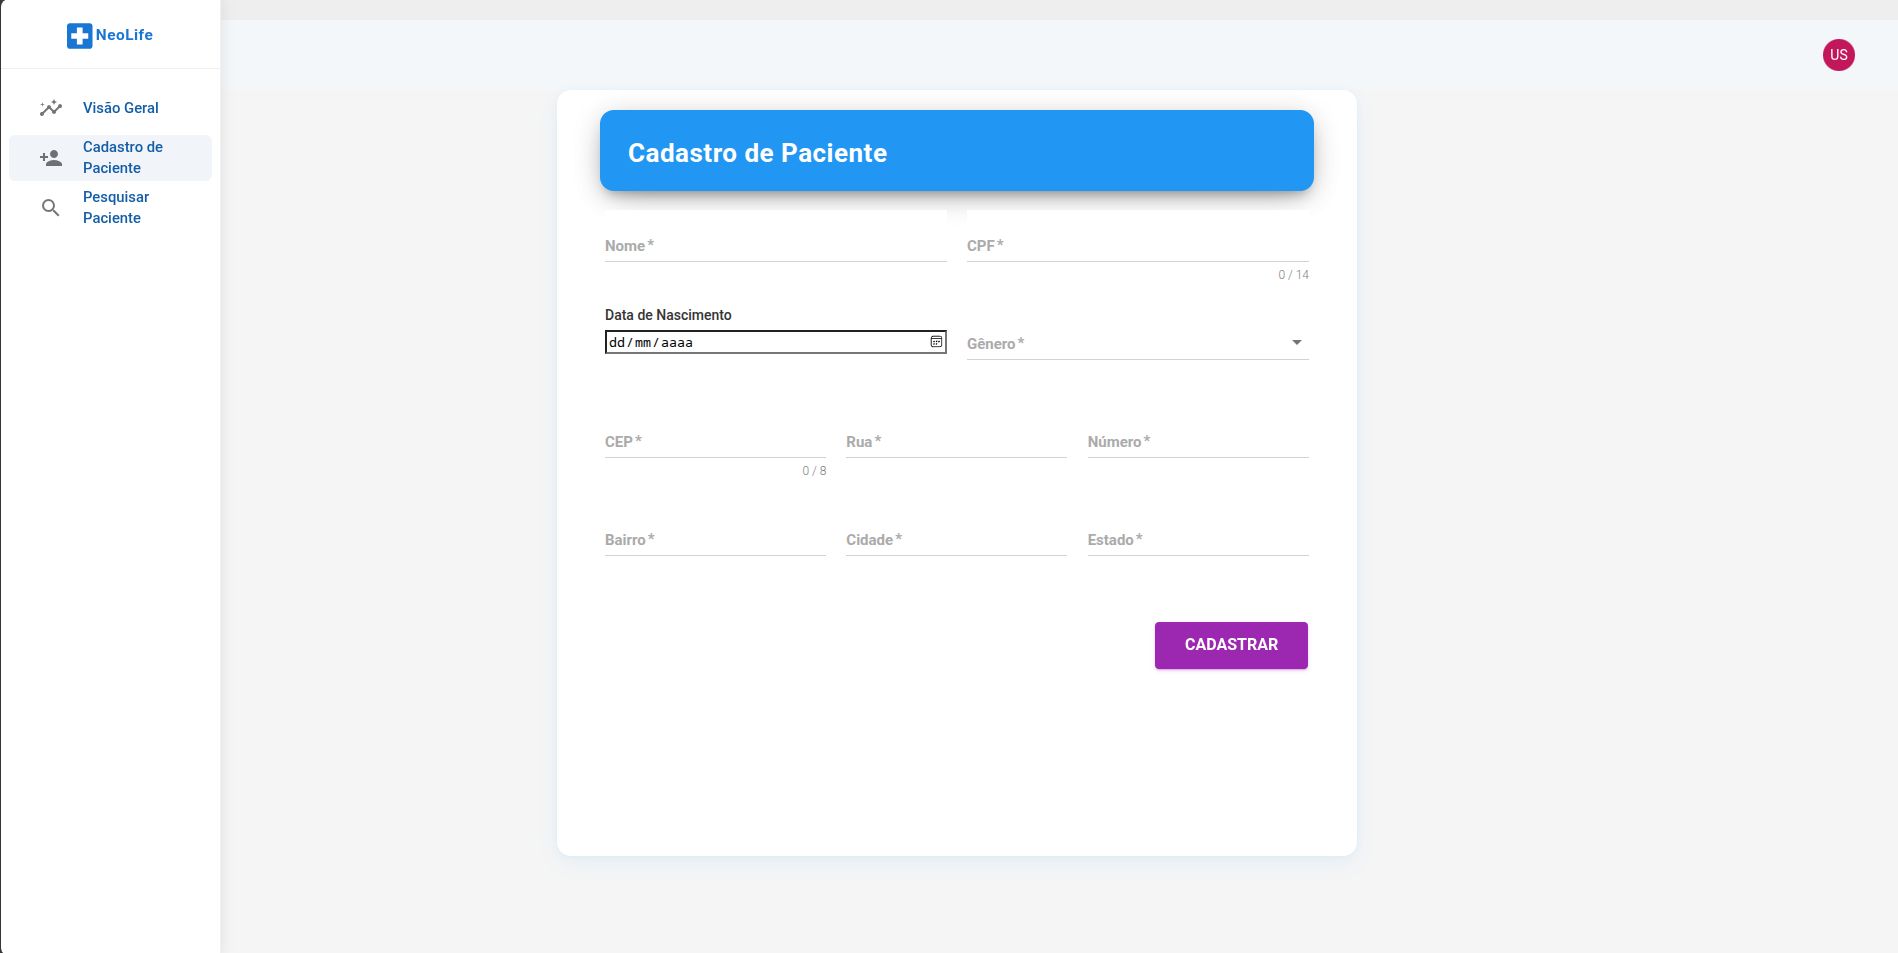 NeoLife
US
Visão Geral
Cadastro de
Paciente
Pesquisar
Paciente
Cadastro de Paciente
Nome *
CPF *
0 / 14
Data de Nascimento
dd/mm/aaaa
Gênero *
CEP *
Rua *
Número *
0 / 8
Bairro *
Cidade *
Estado *
CADASTRAR